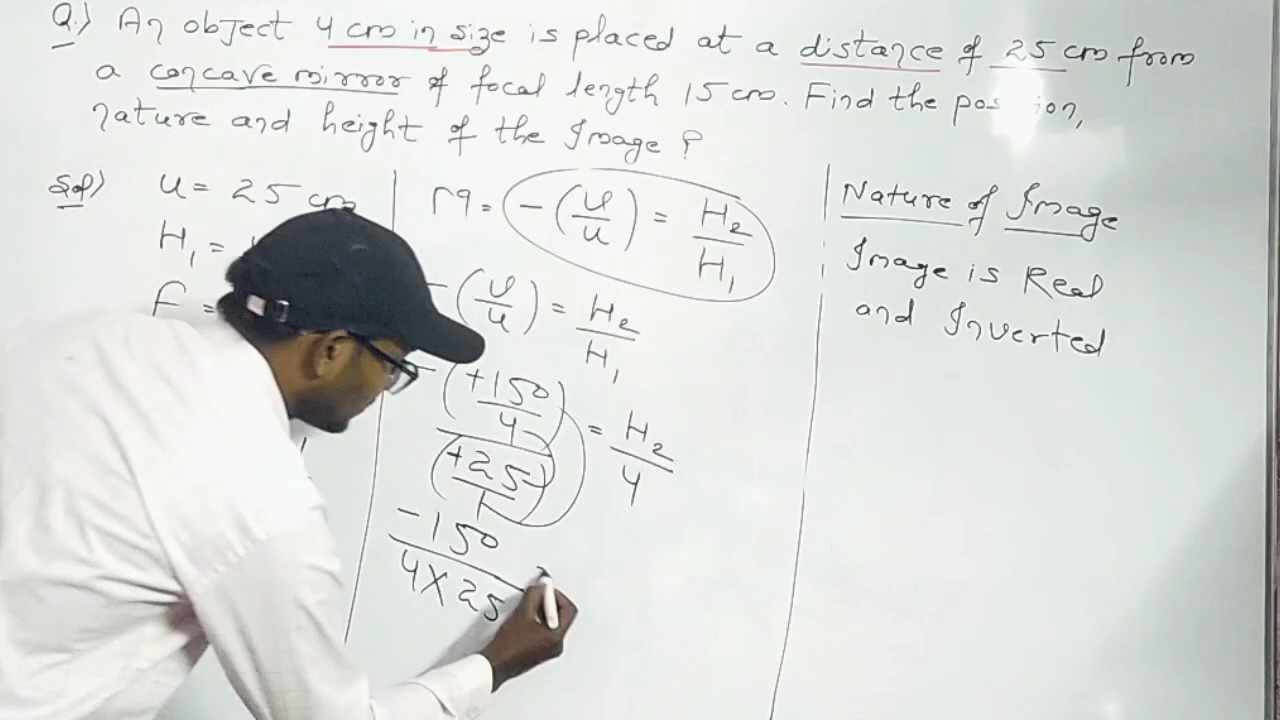 Q.) An object 4 cm in size is placed at a distance of 25 cm from
a concave mirror of focal length 15 cm. Find the pos ion,
nature and height of the Image ?
Sol) u = 25 cm
H₁ =
F =
m = -(v/u) = H₂/H₁
-(v/u) = H₂/H₁
-((+150/4)/(+25/1)) = H₂/4
-150/4×25
Nature of Image
Image is Real
and Inverted